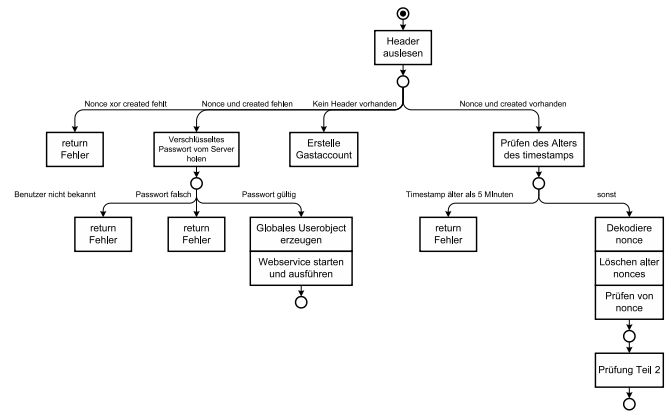 Header
auslesen
Nonce xor created fehlt
Nonce und created fehlen
Kein Header vorhanden
Nonce und created vorhanden
return
Fehler
Verschlüsseltes
Passwort vom Server
holen
Erstelle
Gastaccount
Prüfen des Alters
des timestamps
Benutzer nicht bekannt
Passwort falsch
Passwort gültig
Timestamp älter als 5 MInuten
sonst
return
Fehler
return
Fehler
Globales Userobject
erzeugen
Webservice starten
und ausführen
return
Fehler
Dekodiere
nonce
Löschen alter
nonces
Prüfen von
nonce
Prüfung Teil 2